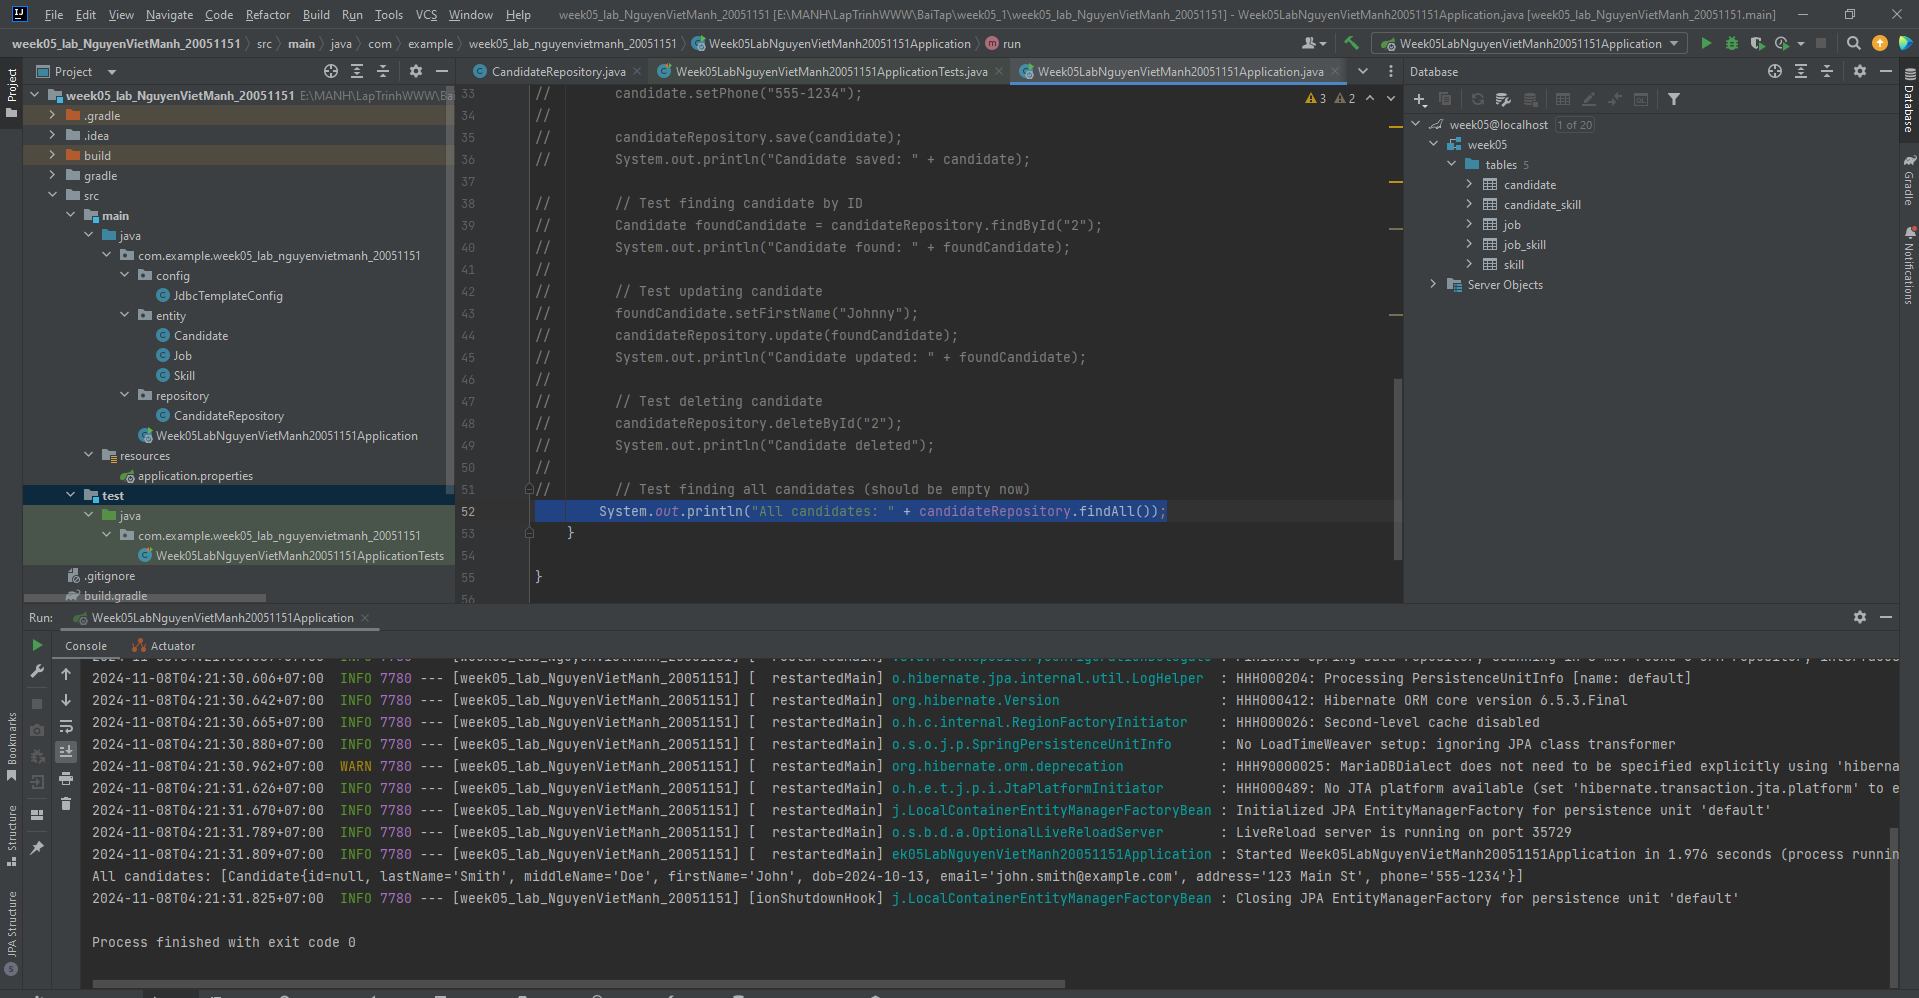 File Edit View Navigate Code Refactor Build Run Tools VCS Window Help week05_lab_NguyenVietManh_20051151 [E:\MANH\LapTrinhWWW\BaiTap\week05_1\week05_lab_NguyenVietManh_20051151] - Week05LabNguyenVietManh20051151Application.java [week05_lab_NguyenVietManh_20051151.main]
week05_lab_NguyenVietManh_20051151 src main java com example week05_lab_nguyenvietmanh_20051151 Week05LabNguyenVietManh20051151Application run Week05LabNguyenVietManh20051151Application
Project
Project
week05_lab_NguyenVietManh_20051151 E:\MANH\LapTrinhWWW\Bai
.gradle
.idea
build
gradle
src
main
java
com.example.week05_lab_nguyenvietmanh_20051151
config
JdbcTemplateConfig
entity
Candidate
Job
Skill
repository
CandidateRepository
Week05LabNguyenVietManh20051151Application
resources
application.properties
test
java
com.example.week05_lab_nguyenvietmanh_20051151
Week05LabNguyenVietManh20051151ApplicationTests
.gitignore
build.gradle
CandidateRepository.java Week05LabNguyenVietManh20051151ApplicationTests.java Week05LabNguyenVietManh20051151Application.java
3 2
33 // candidate.setPhone("555-1234");
34 //
35 // candidateRepository.save(candidate);
36 // System.out.println("Candidate saved: " + candidate);
37
38 // // Test finding candidate by ID
39 // Candidate foundCandidate = candidateRepository.findById("2");
40 // System.out.println("Candidate found: " + foundCandidate);
41 //
42 // // Test updating candidate
43 // foundCandidate.setFirstName("Johnny");
44 // candidateRepository.update(foundCandidate);
45 // System.out.println("Candidate updated: " + foundCandidate);
46 //
47 // // Test deleting candidate
48 // candidateRepository.deleteById("2");
49 // System.out.println("Candidate deleted");
50 //
51 // // Test finding all candidates (should be empty now)
52 System.out.println("All candidates: " + candidateRepository.findAll());
53 }
54
55 }
56
Database
week05@localhost 1 of 20
week05
tables 5
candidate
candidate_skill
job
job_skill
skill
Server Objects
Database
Gradle
Notifications
Run: Week05LabNguyenVietManh20051151Application
Console Actuator
2024-11-08T04:21:30.606+07:00 INFO 7780 --- [week05_lab_NguyenVietManh_20051151] [ restartedMain] o.hibernate.jpa.internal.util.LogHelper : HHH000204: Processing PersistenceUnitInfo [name: default]
2024-11-08T04:21:30.642+07:00 INFO 7780 --- [week05_lab_NguyenVietManh_20051151] [ restartedMain] org.hibernate.Version : HHH000412: Hibernate ORM core version 6.5.3.Final
2024-11-08T04:21:30.665+07:00 INFO 7780 --- [week05_lab_NguyenVietManh_20051151] [ restartedMain] o.h.c.internal.RegionFactoryInitiator : HHH000026: Second-level cache disabled
2024-11-08T04:21:30.880+07:00 INFO 7780 --- [week05_lab_NguyenVietManh_20051151] [ restartedMain] o.s.o.j.p.SpringPersistenceUnitInfo : No LoadTimeWeaver setup: ignoring JPA class transformer
2024-11-08T04:21:30.962+07:00 WARN 7780 --- [week05_lab_NguyenVietManh_20051151] [ restartedMain] org.hibernate.orm.deprecation : HHH90000025: MariaDBDialect does not need to be specified explicitly using 'hiberna
2024-11-08T04:21:31.626+07:00 INFO 7780 --- [week05_lab_NguyenVietManh_20051151] [ restartedMain] o.h.e.t.j.p.i.JtaPlatformInitiator : HHH000489: No JTA platform available (set 'hibernate.transaction.jta.platform' to e
2024-11-08T04:21:31.670+07:00 INFO 7780 --- [week05_lab_NguyenVietManh_20051151] [ restartedMain] j.LocalContainerEntityManagerFactoryBean : Initialized JPA EntityManagerFactory for persistence unit 'default'
2024-11-08T04:21:31.789+07:00 INFO 7780 --- [week05_lab_NguyenVietManh_20051151] [ restartedMain] o.s.b.d.a.OptionalLiveReloadServer : LiveReload server is running on port 35729
2024-11-08T04:21:31.809+07:00 INFO 7780 --- [week05_lab_NguyenVietManh_20051151] [ restartedMain] ek05LabNguyenVietManh20051151Application : Started Week05LabNguyenVietManh20051151Application in 1.976 seconds (process runnin
All candidates: [Candidate{id=null, lastName='Smith', middleName='Doe', firstName='John', dob=2024-10-13, email='john.smith@example.com', address='123 Main St', phone='555-1234'}]
2024-11-08T04:21:31.825+07:00 INFO 7780 --- [week05_lab_NguyenVietManh_20051151] [ionShutdownHook] j.LocalContainerEntityManagerFactoryBean : Closing JPA EntityManagerFactory for persistence unit 'default'
Process finished with exit code 0
Bookmarks
Structure
JPA Structure